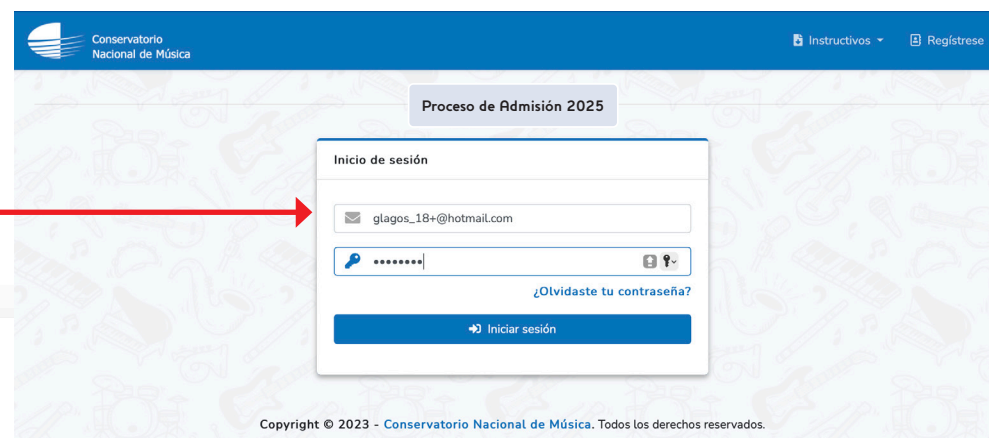 Conservatorio
Nacional de Música
Instructivos
Regístrese
Proceso de Admisión 2025
Inicio de sesión
glagos_18+@hotmail.com
••••••••
¿Olvidaste tu contraseña?
Iniciar sesión
Copyright © 2023 - Conservatorio Nacional de Música. Todos los derechos reservados.